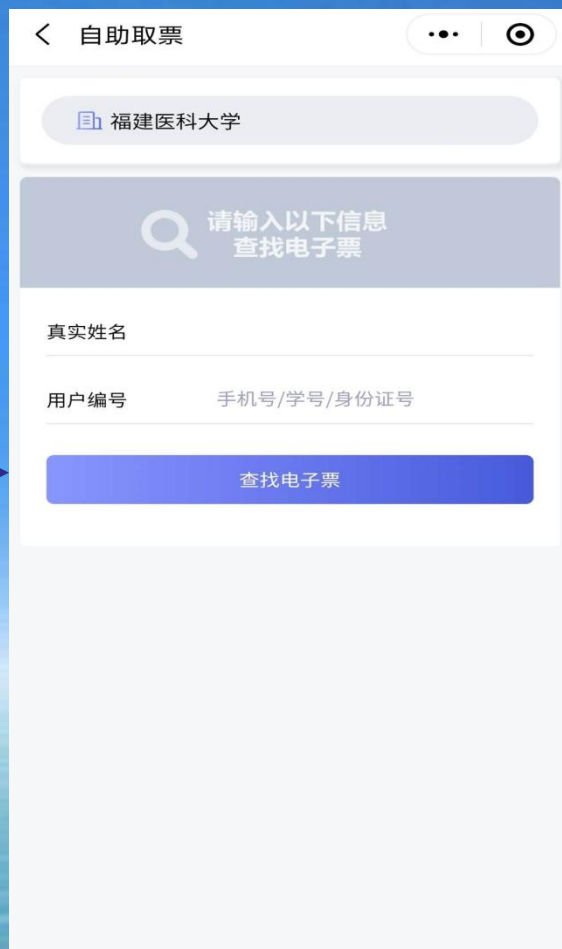 自助取票
福建医科大学
请输入以下信息
查找电子票
真实姓名
用户编号 手机号/学号/身份证号
查找电子票